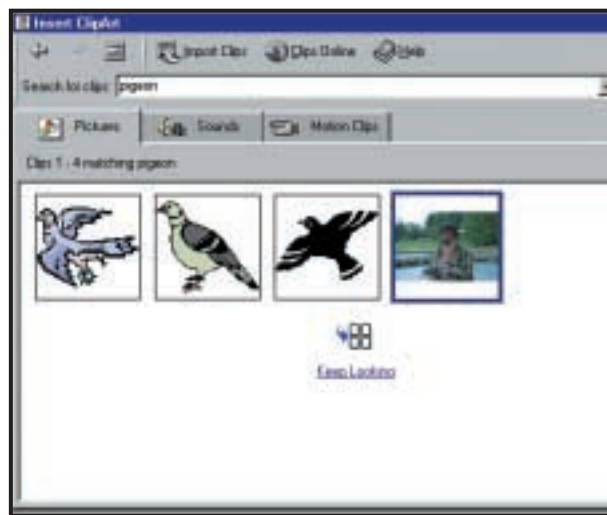 Insert ClipArt
Import Clips Clips Online Help
Search for clips: pigeon
Pictures Sounds Motion Clips
Clips 1 - 4 matching pigeon
Keep Looking